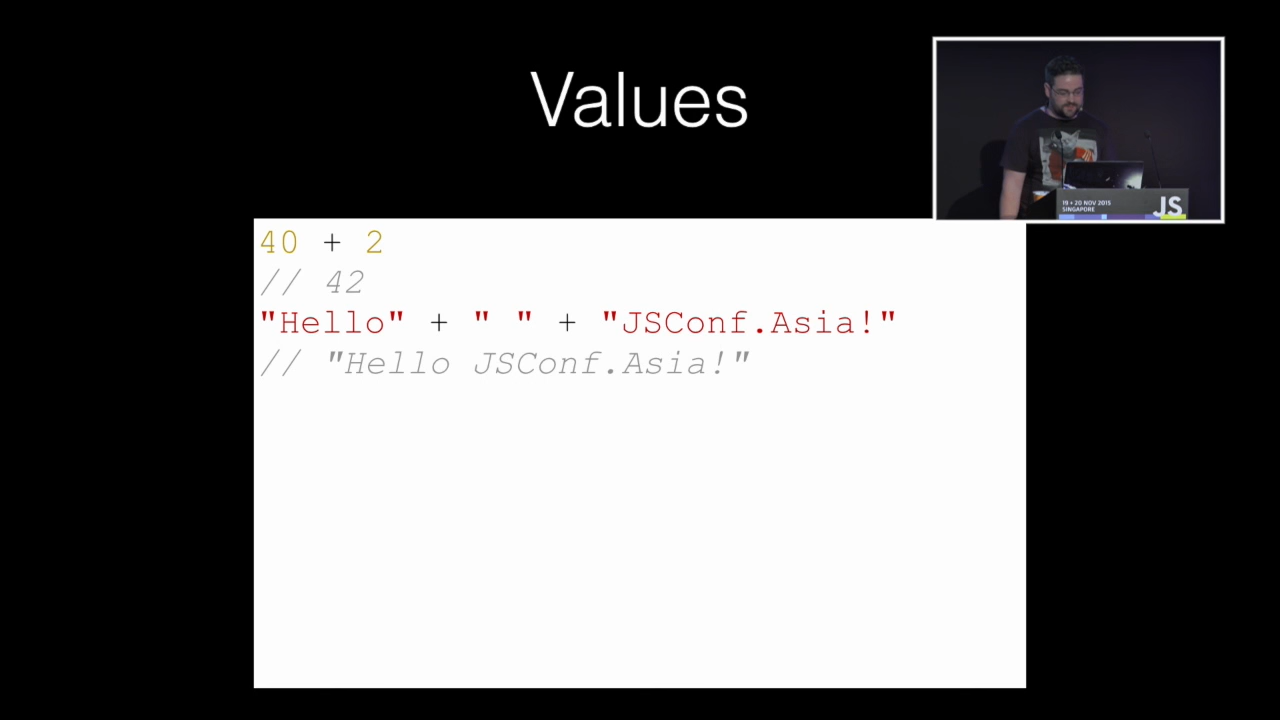 Values
40 + 2
// 42
"Hello" + " " + "JSConf.Asia!"
// "Hello JSConf.Asia!"
19 + 20 NOV 2015
SINGAPORE
JS